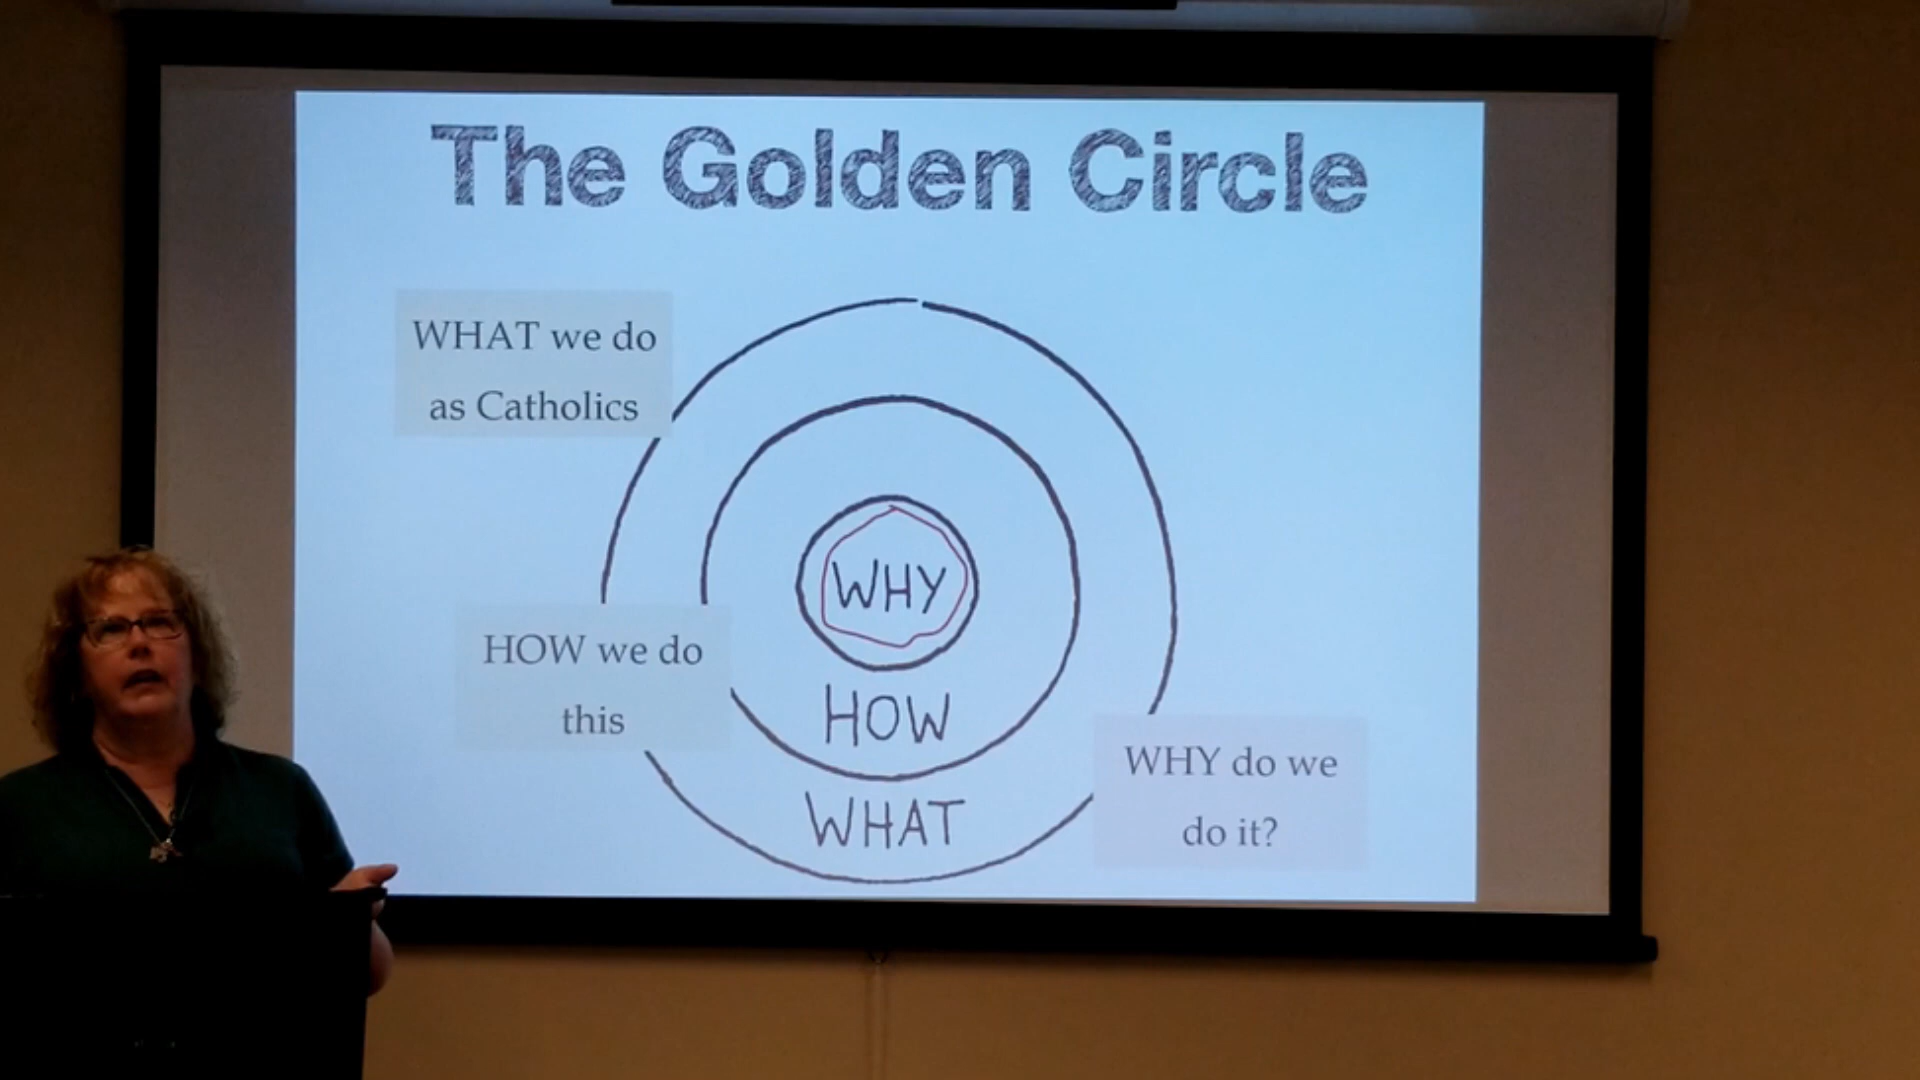 The Golden Circle
WHAT we do
as Catholics
WHY
HOW we do
this
HOW
WHY do we
do it?
WHAT